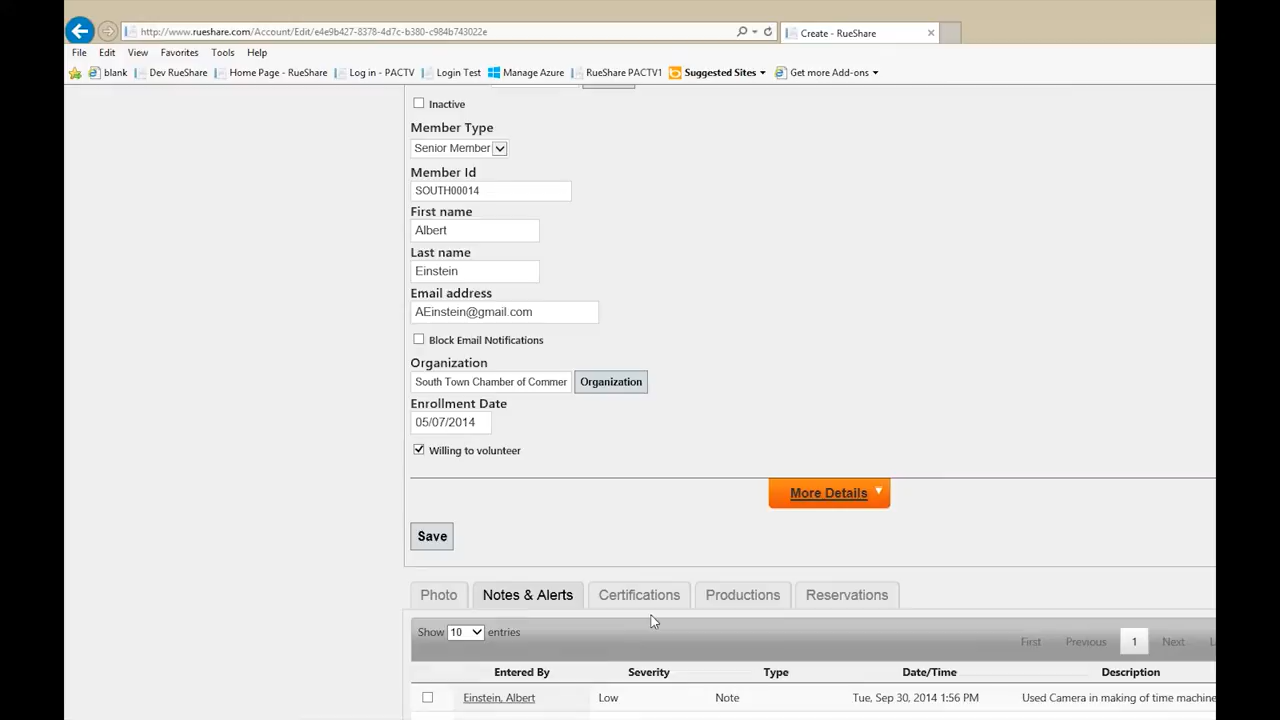 http://www.rueshare.com/Account/Edit/e4e9b427-8378-4d7c-b380-c984b743022e
Create - RueShare
File Edit View Favorites Tools Help
blank Dev RueShare Home Page - RueShare Log in - PACTV Login Test Manage Azure RueShare PACTV1 Suggested Sites Get more Add-ons
Inactive
Member Type
Senior Member
Member Id
SOUTH00014
First name
Albert
Last name
Einstein
Email address
AEinstein@gmail.com
Block Email Notifications
Organization
South Town Chamber of Commer Organization
Enrollment Date
05/07/2014
Willing to volunteer
More Details
Save
Photo Notes & Alerts Certifications Productions Reservations
Show 10 entries
First Previous 1 Next L
Entered By Severity Type Date/Time Description
Einstein, Albert Low Note Tue, Sep 30, 2014 1:56 PM Used Camera in making of time machine